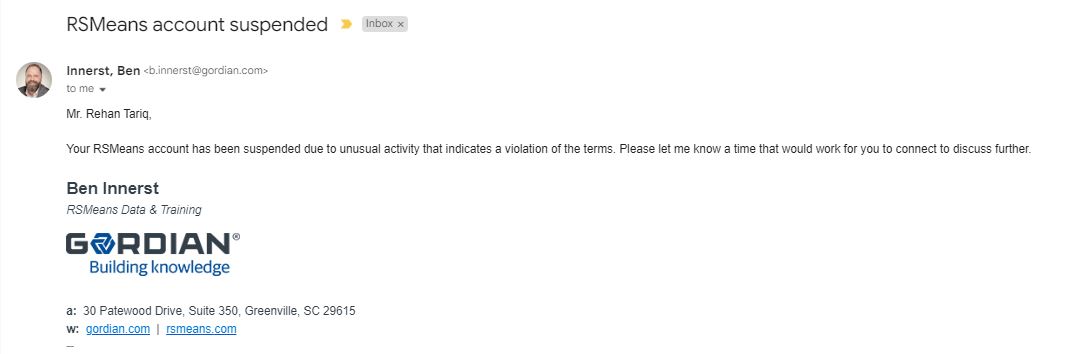 RSMeans account suspended
Inbox ×
Innerst, Ben <b.innerst@gordian.com>
to me
Mr. Rehan Tariq,
Your RSMeans account has been suspended due to unusual activity that indicates a violation of the terms. Please let me know a time that would work for you to connect to discuss further.
Ben Innerst
RSMeans Data & Training
GORDIAN®
Building knowledge
a: 30 Patewood Drive, Suite 350, Greenville, SC 29615
w: gordian.com | rsmeans.com
--